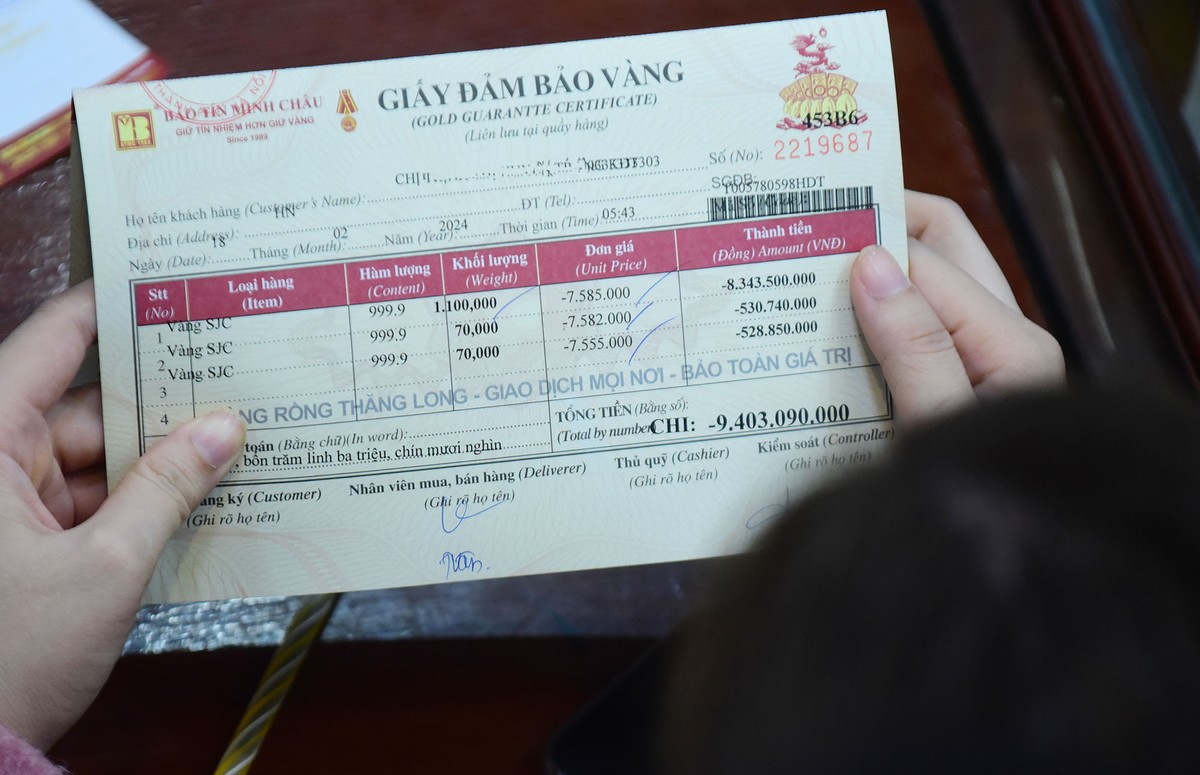 BẢO TÍN MINH CHÂU
GIỮ TÍN NHIỆM HƠN GIỮ VÀNG
Since 1989
GIẤY ĐẢM BẢO VÀNG
(GOLD GUARANTTE CERTIFICATE)
(Liên lưu tại quầy hàng)
453B6
Số (No): 2219687
SGDB:
T005780598HDT
Họ tên khách hàng (Customer's Name):
Địa chỉ (Address): HN ĐT (Tel):
Ngày (Date): 18 Tháng (Month): 02 Năm (Year): 2024 Thời gian (Time) 05:43
Stt (No) Loại hàng (Item) Hàm lượng (Content) Khối lượng (Weight) Đơn giá (Unit Price) Thành tiền (Đồng) Amount (VNĐ)
1 Vàng SJC 999.9 1.100,000 -7.585.000 -8.343.500.000
2 Vàng SJC 999.9 70,000 -7.582.000 -530.740.000
3 Vàng SJC 999.9 70,000 -7.555.000 -528.850.000
4
RỒNG THĂNG LONG - GIAO DỊCH MỌI NƠI - BẢO TOÀN GIÁ TRỊ
TỔNG TIỀN (Bằng số):
(Total by number CHI: -9.403.090.000
toán (Bằng chữ)(In word):
bốn trăm linh ba triệu, chín mươi nghìn
(Customer) Nhân viên mua, bán hàng (Deliverer) Thủ quỹ (Cashier) Kiểm soát (Controller)
(Ghi rõ họ tên) (Ghi rõ họ tên) (Ghi rõ họ tên) (Ghi rõ họ tên)